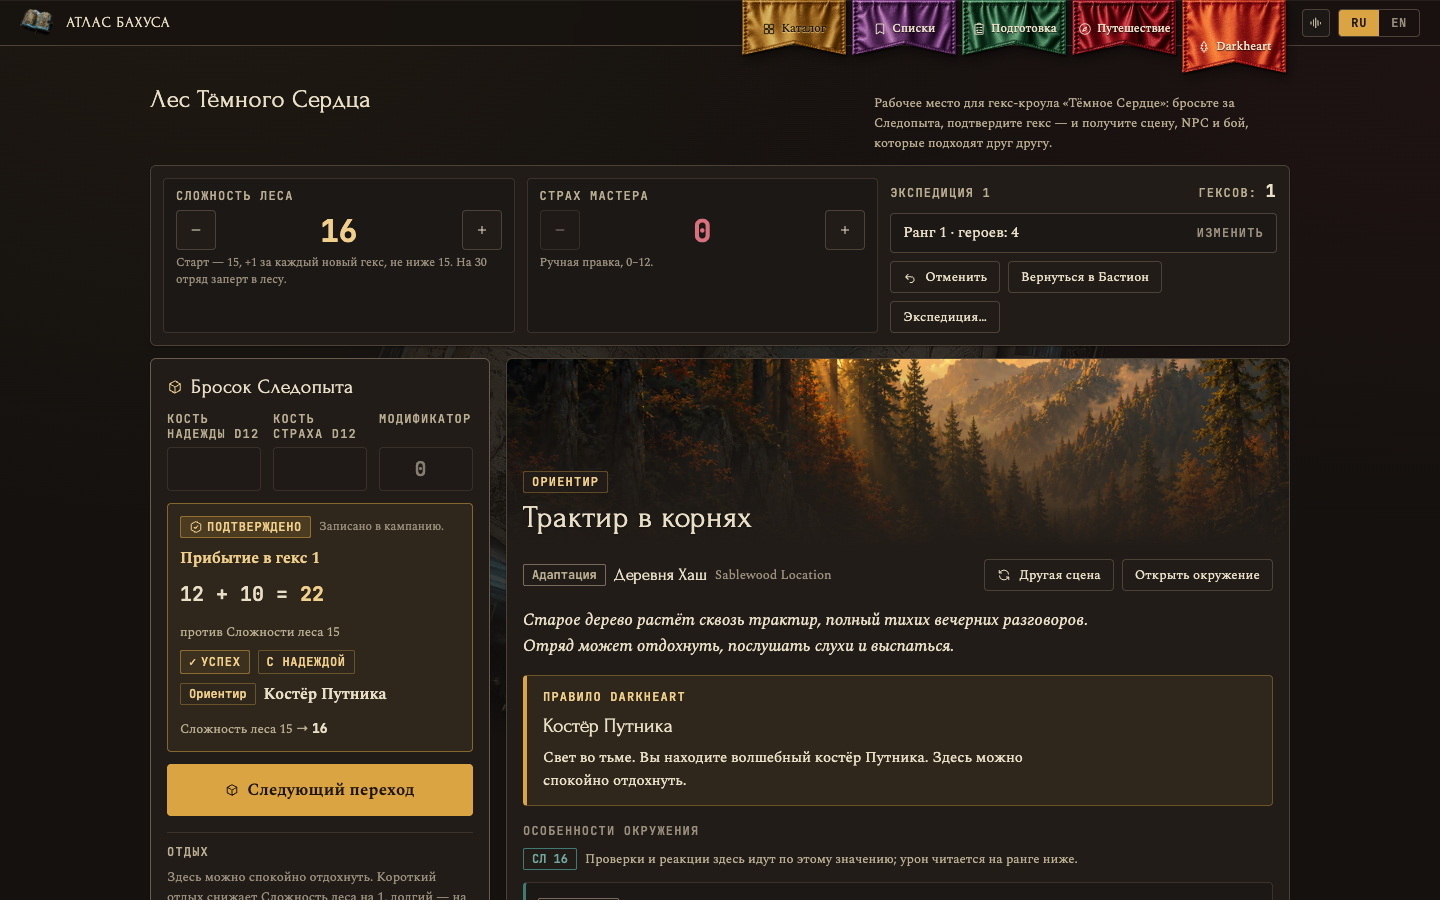 АТЛАС БАХУСА
Каталог
Списки
Подготовка
Путешествие
Darkheart
RU
EN
Лес Тёмного Сердца
Рабочее место для гекс-кроула «Тёмное Сердце»: бросьте за
Следопыта, подтвердите гекс — и получите сцену, NPC и бой,
которые подходят друг другу.
СЛОЖНОСТЬ ЛЕСА
−
16
+
Старт — 15, +1 за каждый новый гекс, не ниже 15. На 30
отряд заперт в лесу.
СТРАХ МАСТЕРА
−
0
+
Ручная правка, 0–12.
ЭКСПЕДИЦИЯ 1
ГЕКСОВ: 1
Ранг 1 · героев: 4
ИЗМЕНИТЬ
Отменить
Вернуться в Бастион
Экспедиция…
Бросок Следопыта
КОСТЬ
НАДЕЖДЫ D12
КОСТЬ
СТРАХА D12
МОДИФИКАТОР
0
ПОДТВЕРЖДЕНО
Записано в кампанию.
Прибытие в гекс 1
12 + 10 = 22
против Сложности леса 15
✓ УСПЕХ
С НАДЕЖДОЙ
Ориентир
Костёр Путника
Сложность леса 15 → 16
Следующий переход
ОТДЫХ
Здесь можно спокойно отдохнуть. Короткий
отдых снижает Сложность леса на 1, долгий — на
ОРИЕНТИР
Трактир в корнях
Адаптация
Деревня Хаш
Sablewood Location
Другая сцена
Открыть окружение
Старое дерево растёт сквозь трактир, полный тихих вечерних разговоров.
Отряд может отдохнуть, послушать слухи и выспаться.
ПРАВИЛО DARKHEART
Костёр Путника
Свет во тьме. Вы находите волшебный костёр Путника. Здесь можно
спокойно отдохнуть.
ОСОБЕННОСТИ ОКРУЖЕНИЯ
СЛ 16
Проверки и реакции здесь идут по этому значению; урон читается на ранге ниже.